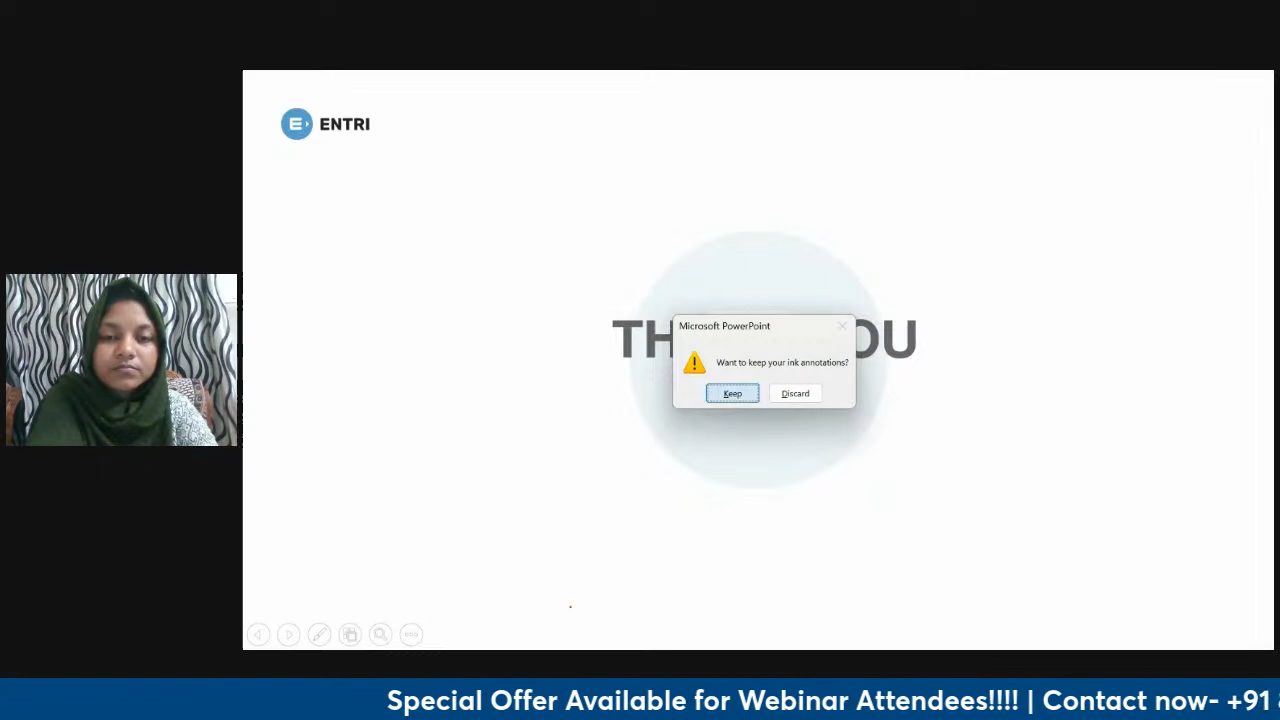 ENTRI
TH OU
Microsoft PowerPoint
Want to keep your ink annotations?
Keep
Discard
Special Offer Available for Webinar Attendees!!!! | Contact now- +91